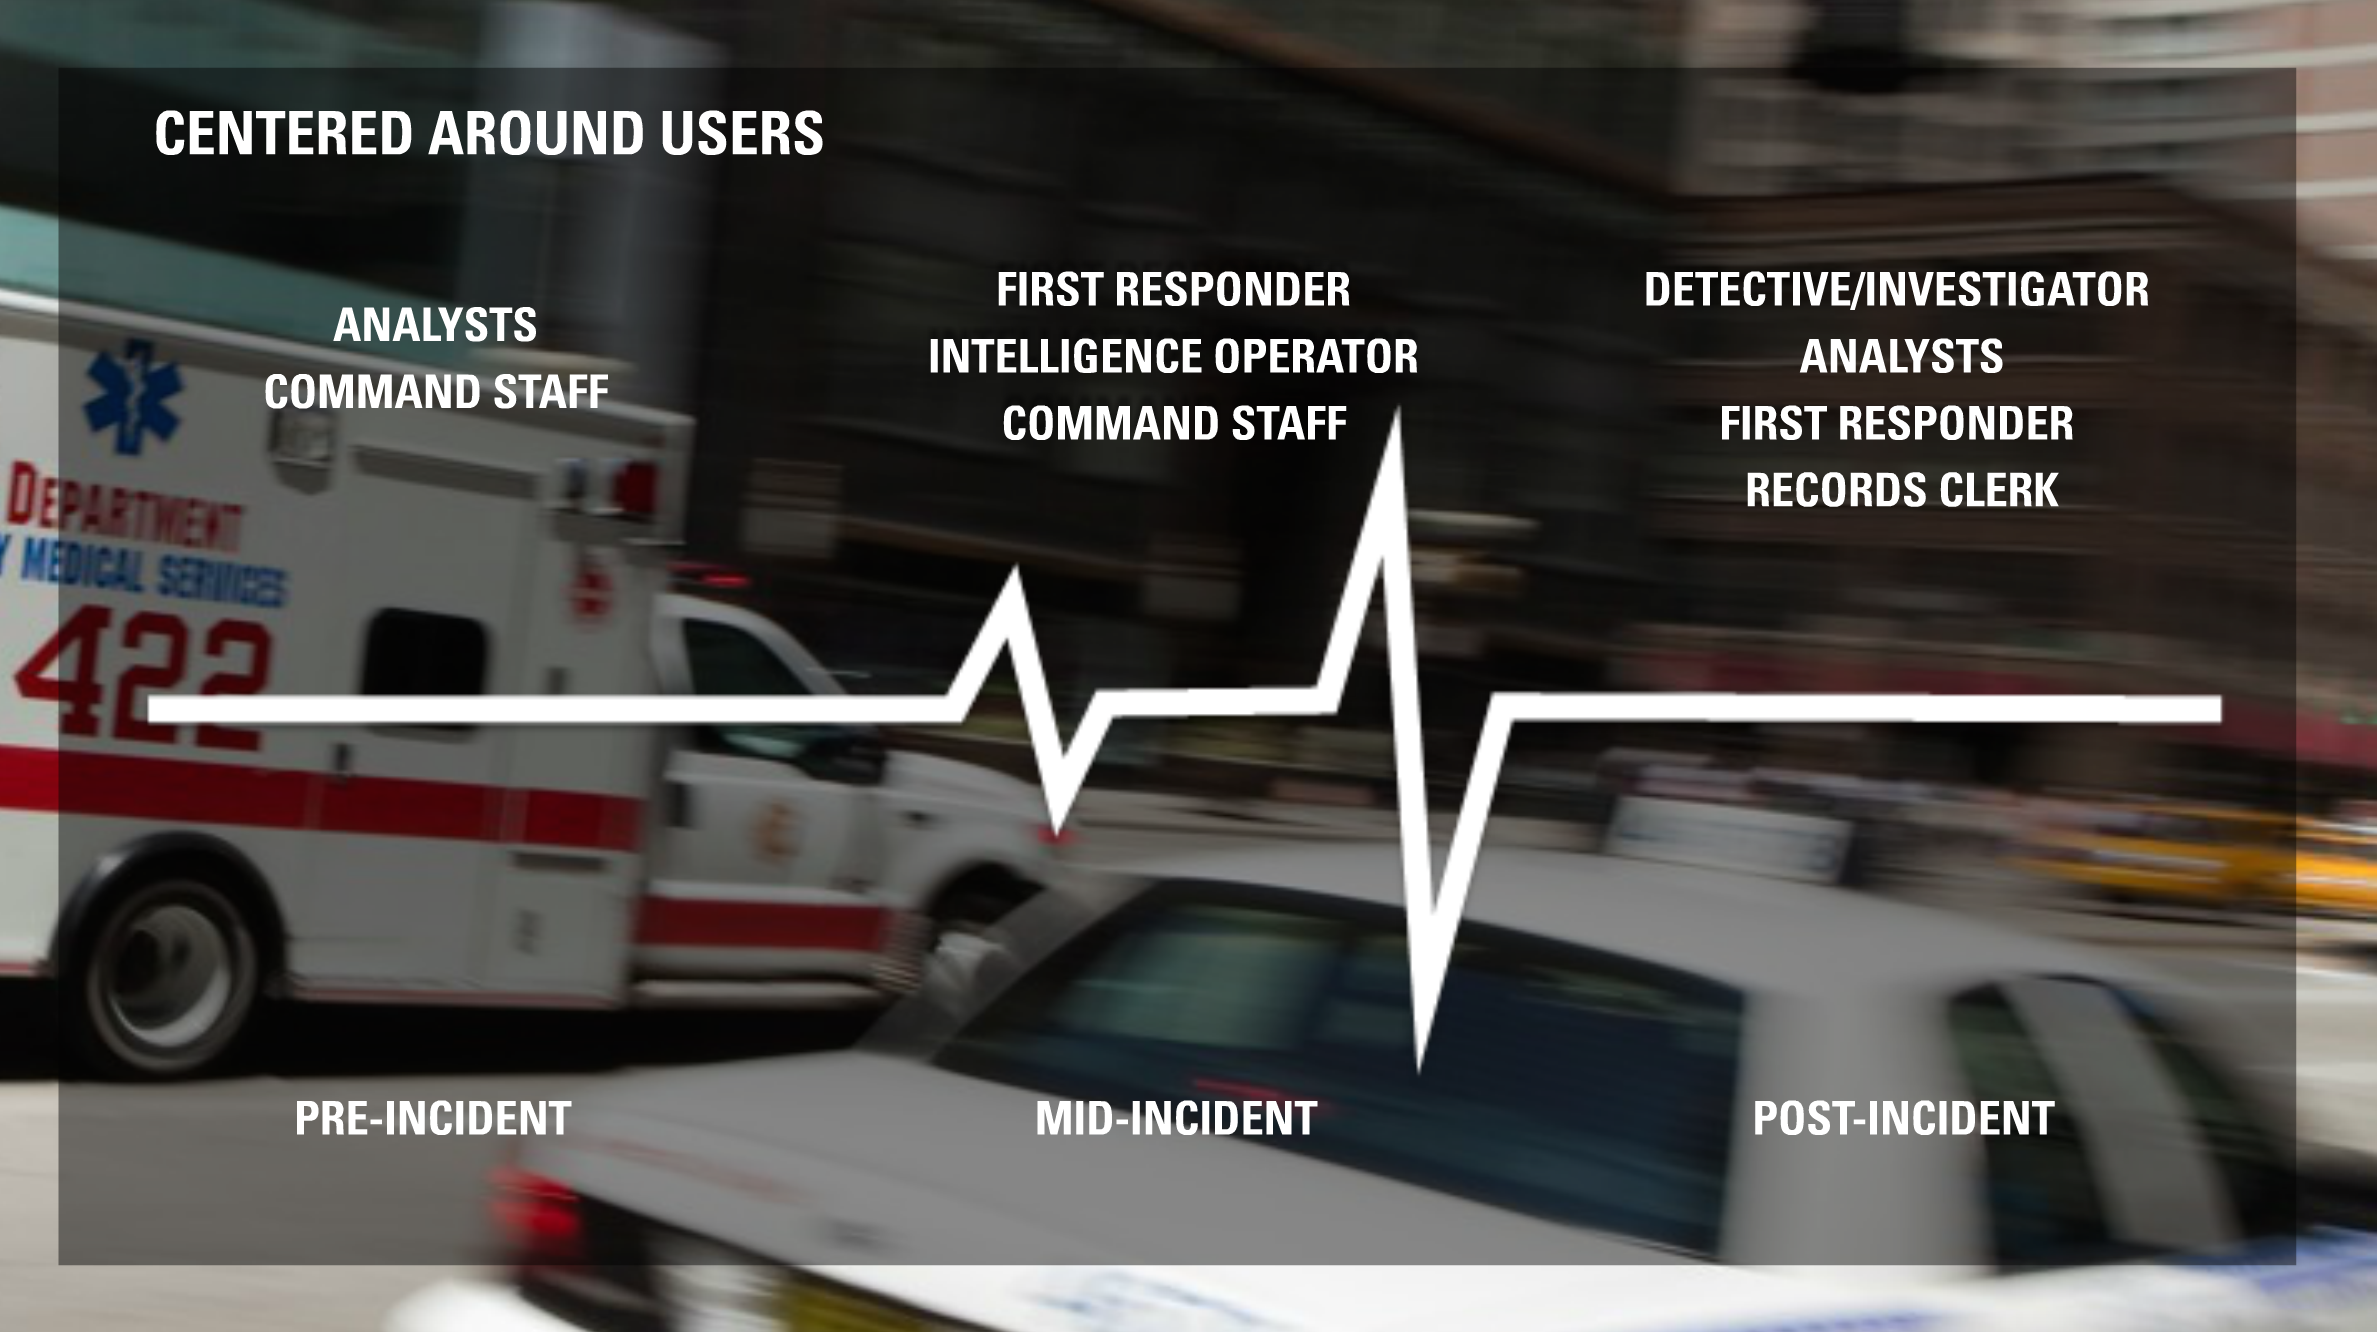 CENTERED AROUND USERS
ANALYSTS
COMMAND STAFF
FIRST RESPONDER
INTELLIGENCE OPERATOR
COMMAND STAFF
DETECTIVE/INVESTIGATOR
ANALYSTS
FIRST RESPONDER
RECORDS CLERK
DEPARTMENT
Y MEDICAL SERVICES
422
PRE-INCIDENT
MID-INCIDENT
POST-INCIDENT